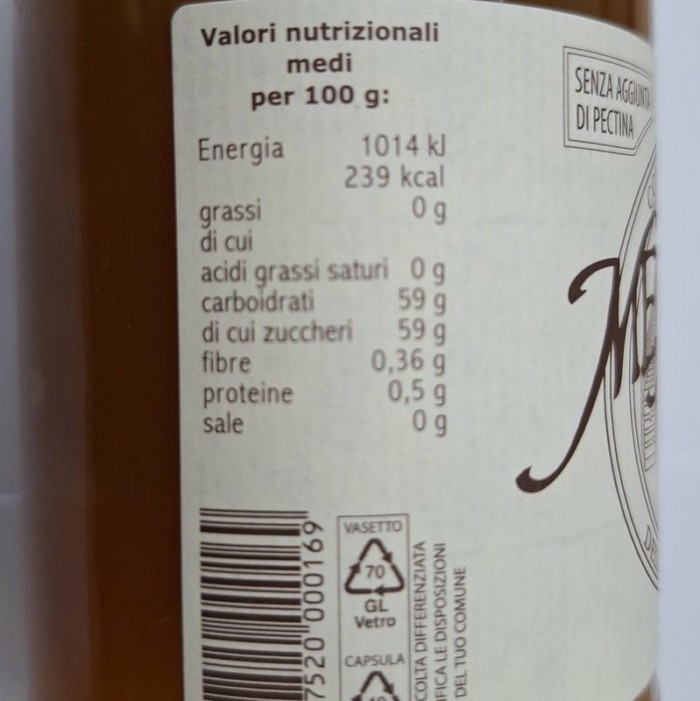 Valori nutrizionali
medi
per 100 g:
Energia 1014 kJ
239 kcal
grassi 0 g
di cui
acidi grassi saturi 0 g
carboidrati 59 g
di cui zuccheri 59 g
fibre 0,36 g
proteine 0,5 g
sale 0 g
SENZA AGGIUNTA
DI PECTINA
7520 000169
VASETTO
70
GL
Vetro
CAPSULA
COLTA DIFFERENZIATA
IFICA LE DISPOSIZIONI
DEL TUO COMUNE